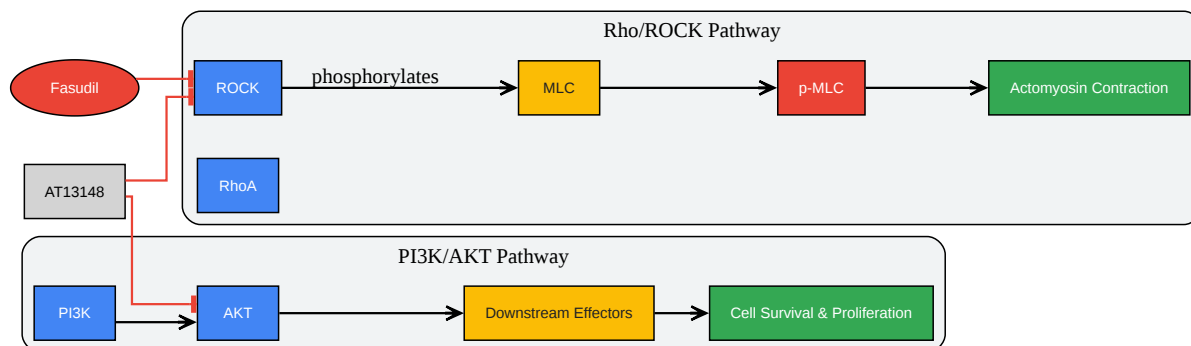 Rho/ROCK Pathway
Fasudil
ROCK
phosphorylates
MLC
p-MLC
Actomyosin Contraction
AT13148
RhoA
PI3K/AKT Pathway
PI3K
AKT
Downstream Effectors
Cell Survival & Proliferation